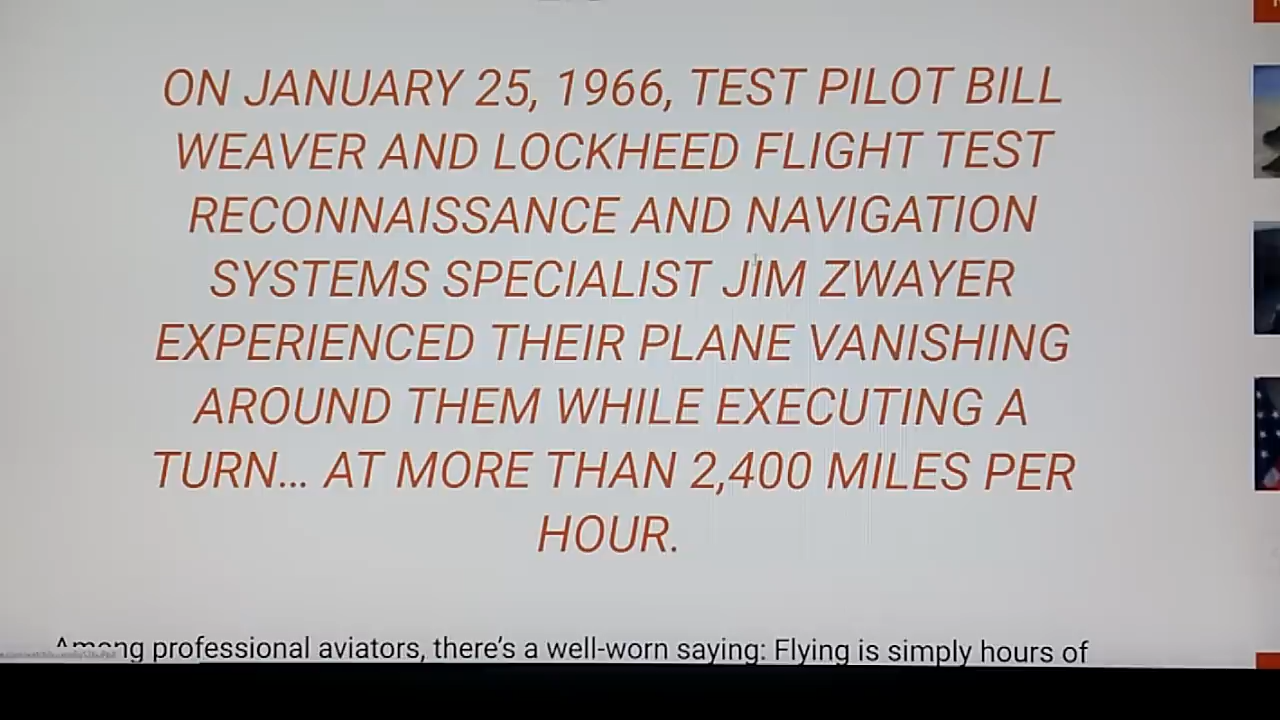 ON JANUARY 25, 1966, TEST PILOT BILL
WEAVER AND LOCKHEED FLIGHT TEST
RECONNAISSANCE AND NAVIGATION
SYSTEMS SPECIALIST JIM ZWAYER
EXPERIENCED THEIR PLANE VANISHING
AROUND THEM WHILE EXECUTING A
TURN... AT MORE THAN 2,400 MILES PER
HOUR.
Among professional aviators, there's a well-worn saying: Flying is simply hours of